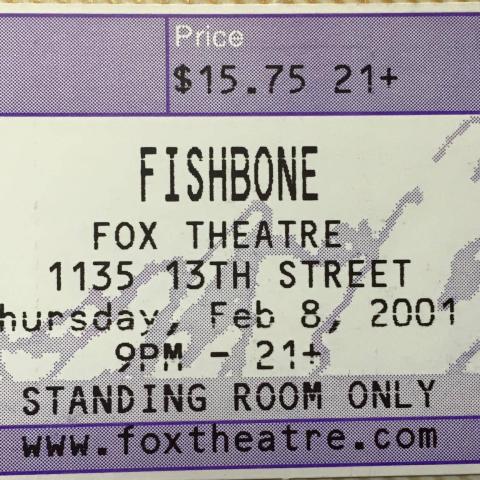 Price
$15.75 21+
FISHBONE
FOX THEATRE
1135 13TH STREET
hursday, Feb 8, 2001
9PM - 21+
STANDING ROOM ONLY
www.foxtheatre.com